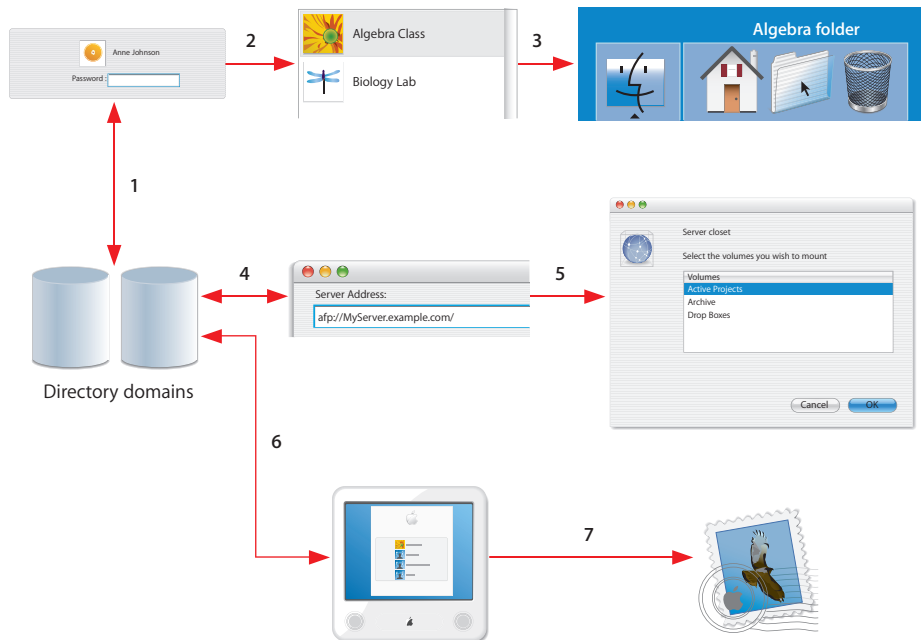 Anne Johnson
Password :
2
Algebra Class
Biology Lab
3
Algebra folder
1
Directory domains
4
Server Address:
afp://MyServer.example.com/
5
Server closet
Select the volumes you wish to mount
Volumes
Active Projects
Archive
Drop Boxes
Cancel
OK
6
7